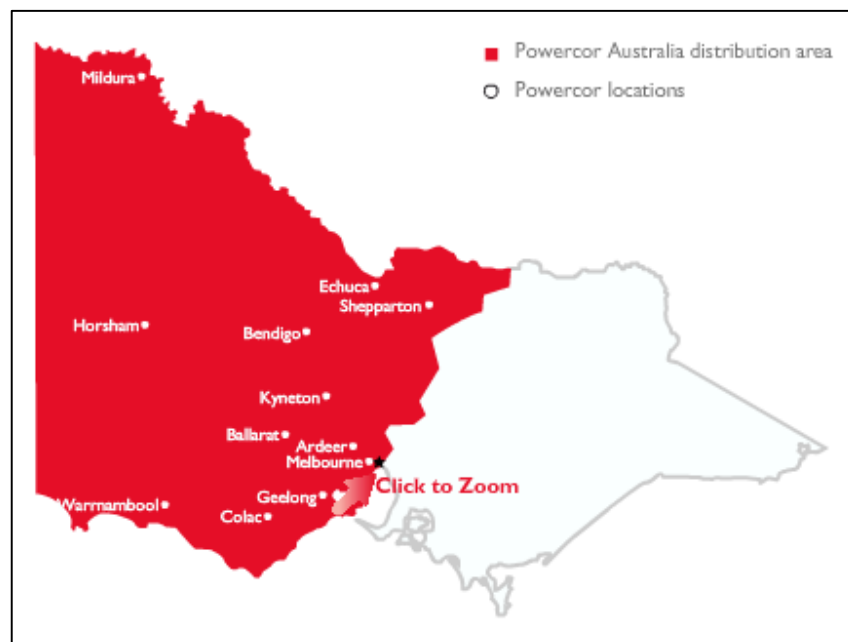 Powercor Australia distribution area
Powercor locations
Mildura
Echuca
Shepparton
Horsham
Bendigo
Kyneton
Ballarat
Ardeer
Melbourne
Click to Zoom
Geelong
Warrnambool
Colac